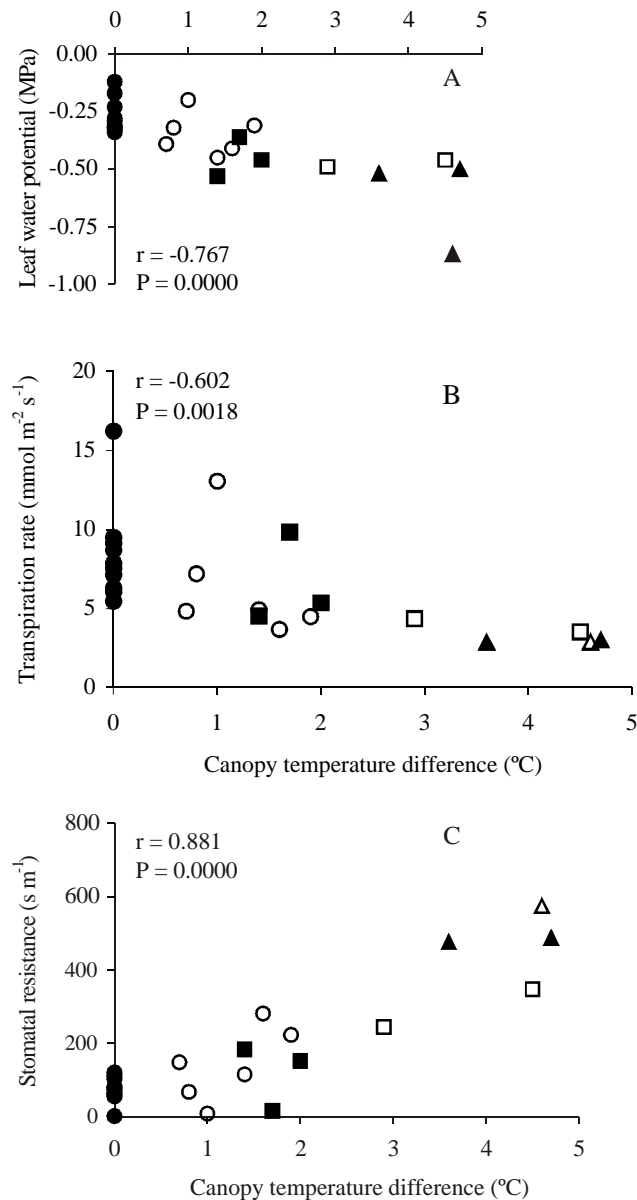 0 1 2 3 4 5
0.00
-0.25
-0.50
-0.75
-1.00
Leaf water potential (MPa)
A
r = -0.767
P = 0.0000
20
15
10
5
0
Transpiration rate (mmol m⁻² s⁻¹)
r = -0.602
P = 0.0018
B
0 1 2 3 4 5
Canopy temperature difference (ºC)
800
600
400
200
0
Stomatal resistance (s m⁻¹)
r = 0.881
P = 0.0000
C
0 1 2 3 4 5
Canopy temperature difference (ºC)